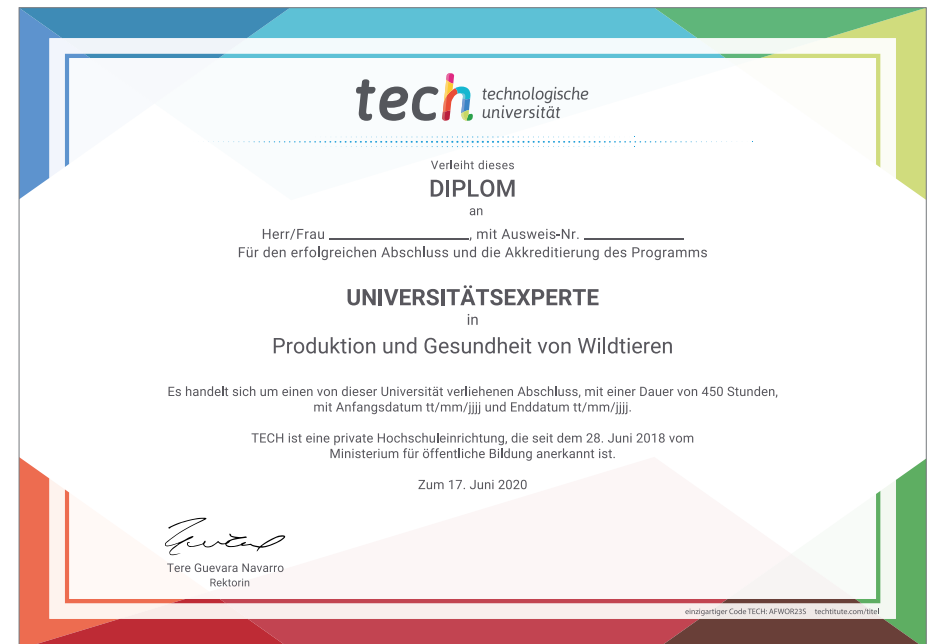 tech technologische
universität
Verleiht dieses
DIPLOM
an
Herr/Frau ____________________, mit Ausweis-Nr. ______________
Für den erfolgreichen Abschluss und die Akkreditierung des Programms
UNIVERSITÄTSEXPERTE
in
Produktion und Gesundheit von Wildtieren
Es handelt sich um einen von dieser Universität verliehenen Abschluss, mit einer Dauer von 450 Stunden,
mit Anfangsdatum tt/mm/jjjj und Enddatum tt/mm/jjjj.
TECH ist eine private Hochschuleinrichtung, die seit dem 28. Juni 2018 vom
Ministerium für öffentliche Bildung anerkannt ist.
Zum 17. Juni 2020
Tere Guevara Navarro
Rektorin
einzigartiger Code TECH: AFWOR23S techtitute.com/titel